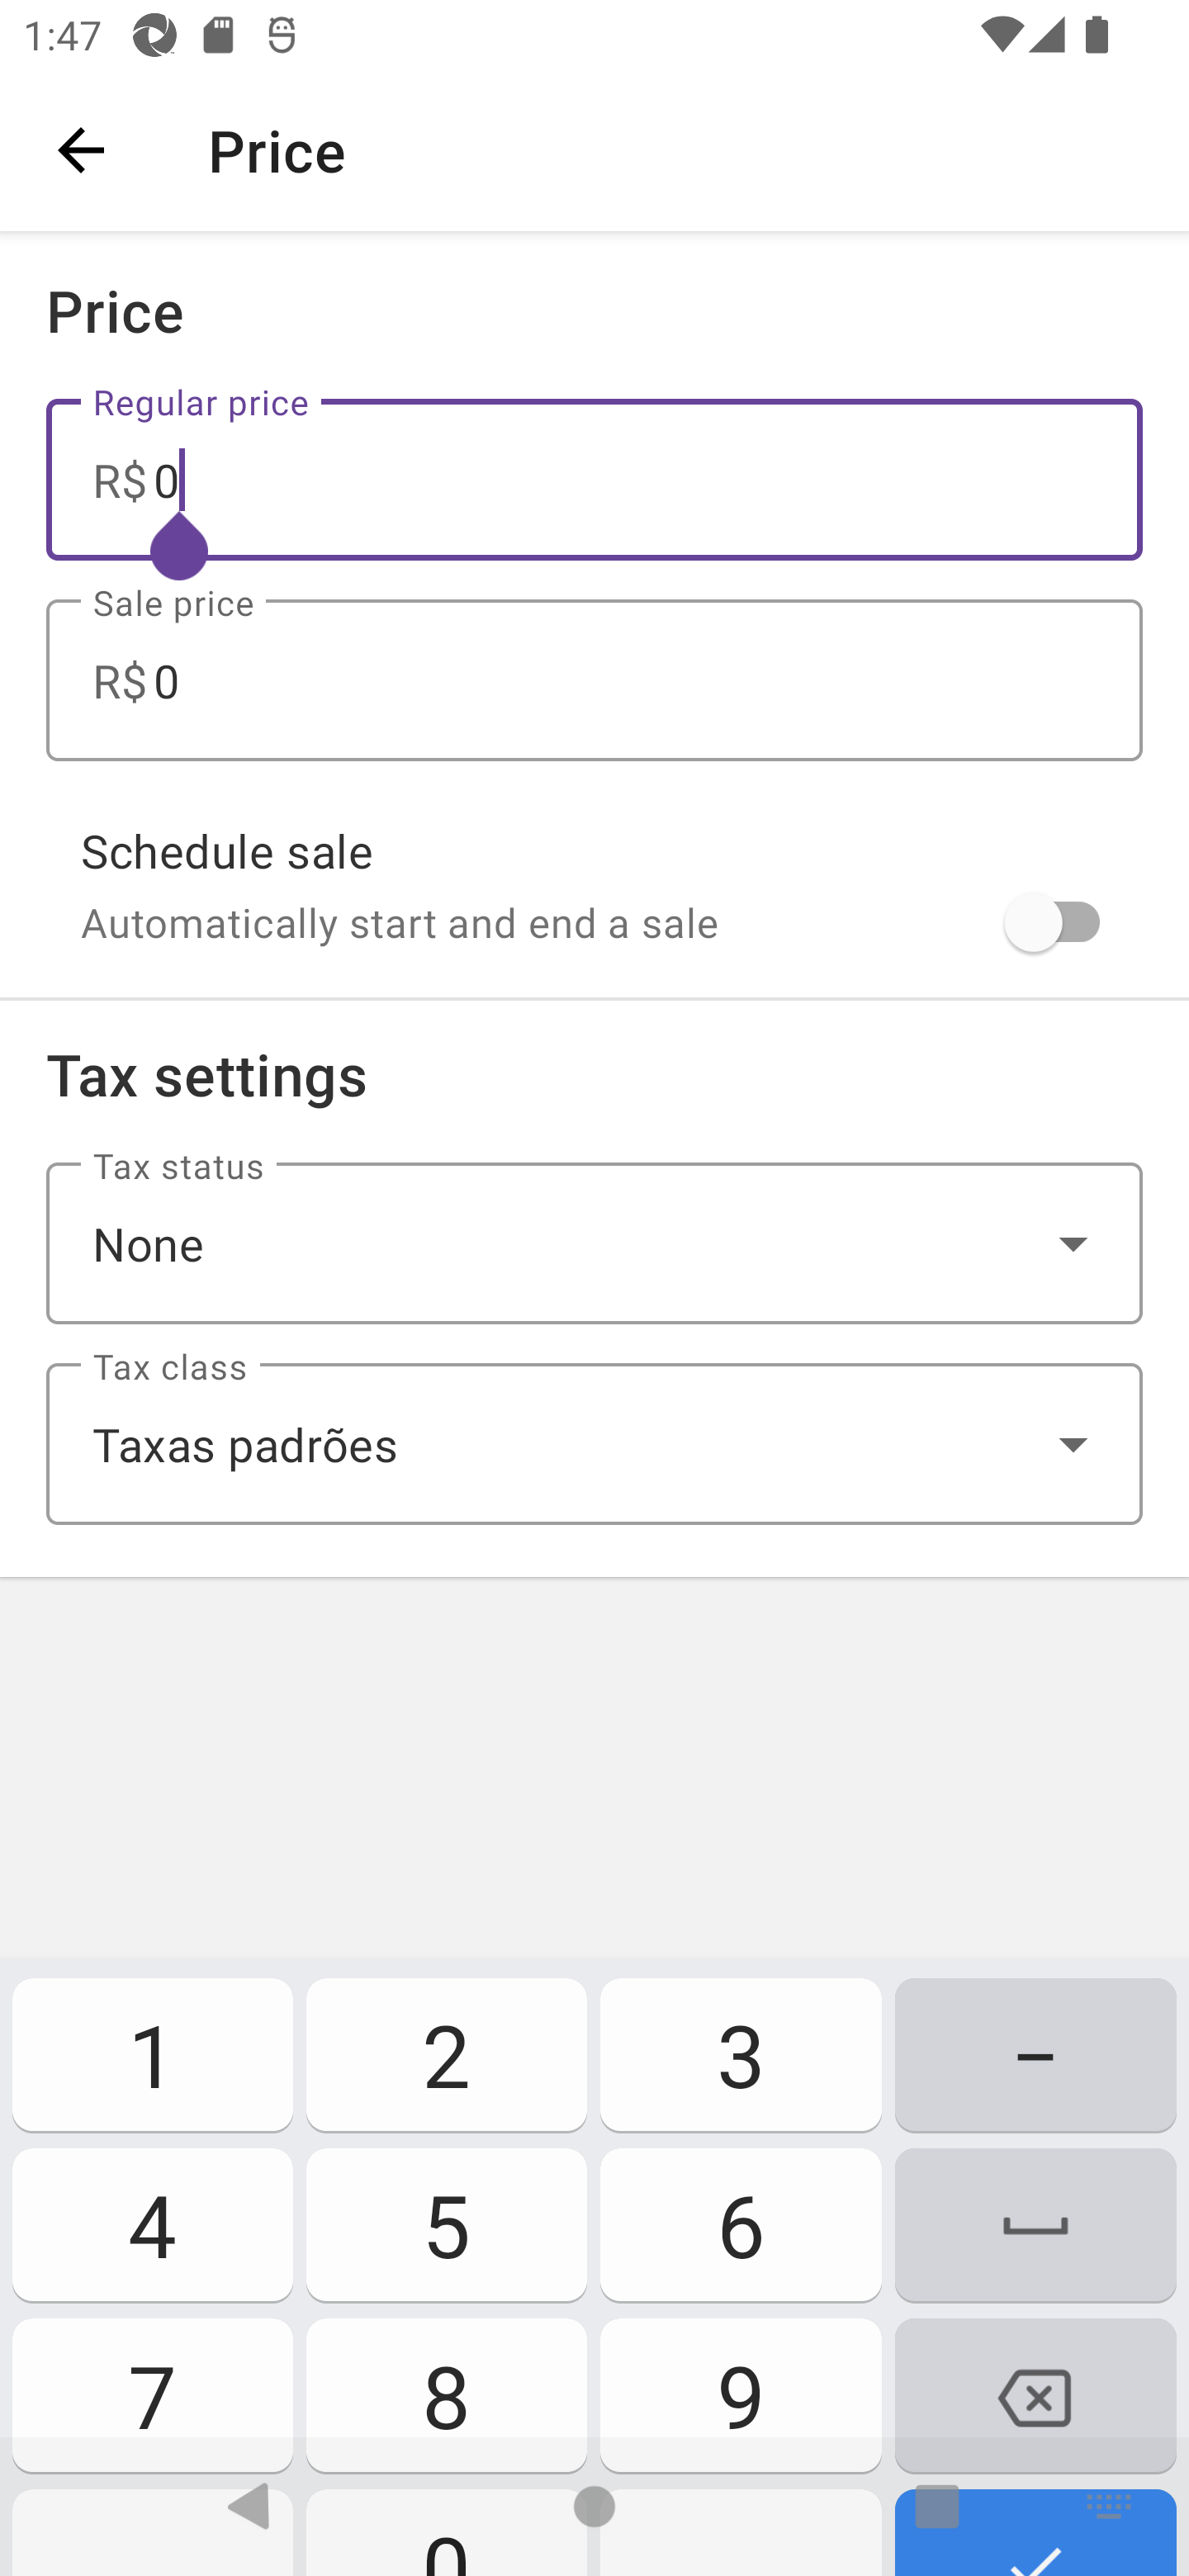 1:47
Price
Price
Regular price
R$ 0
Sale price
R$ 0
Schedule sale
Automatically start and end a sale
Tax settings
Tax status
None
Tax class
Taxas padrões
1 2 3 –
4 5 6
7 8 9
0